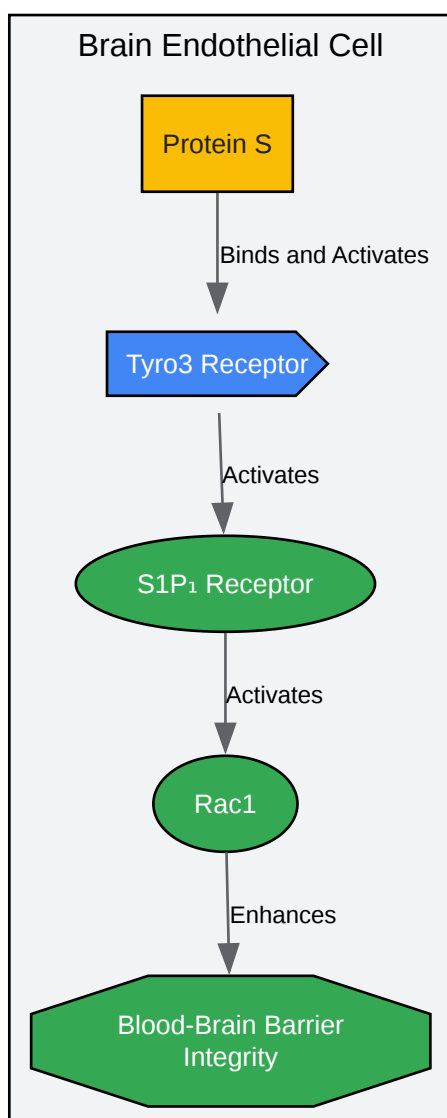 Brain Endothelial Cell
Protein S
Binds and Activates
Tyro3 Receptor
Activates
S1P₁ Receptor
Activates
Rac1
Enhances
Blood-Brain Barrier
Integrity